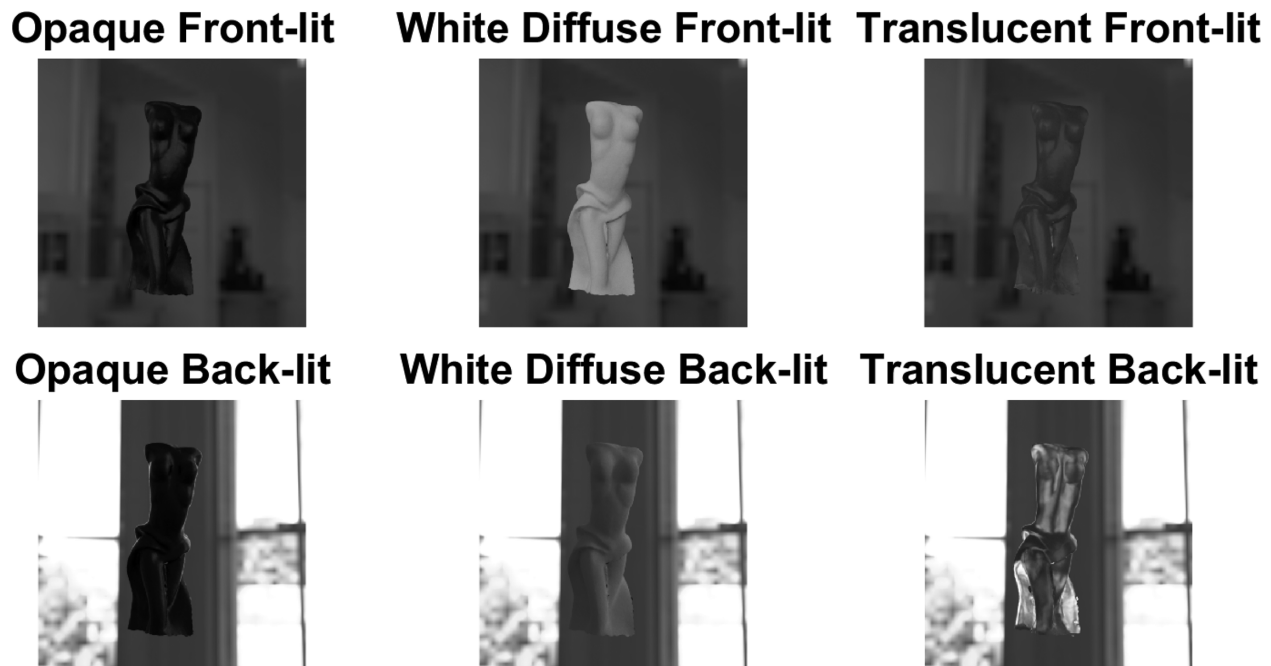 Opaque Front-lit
White Diffuse Front-lit
Translucent Front-lit
Opaque Back-lit
White Diffuse Back-lit
Translucent Back-lit